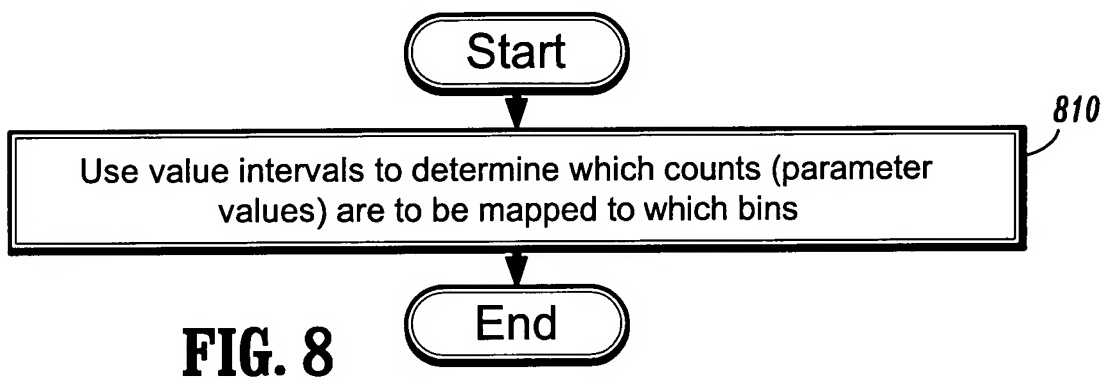 Start
810
Use value intervals to determine which counts (parameter
values) are to be mapped to which bins
End
FIG. 8